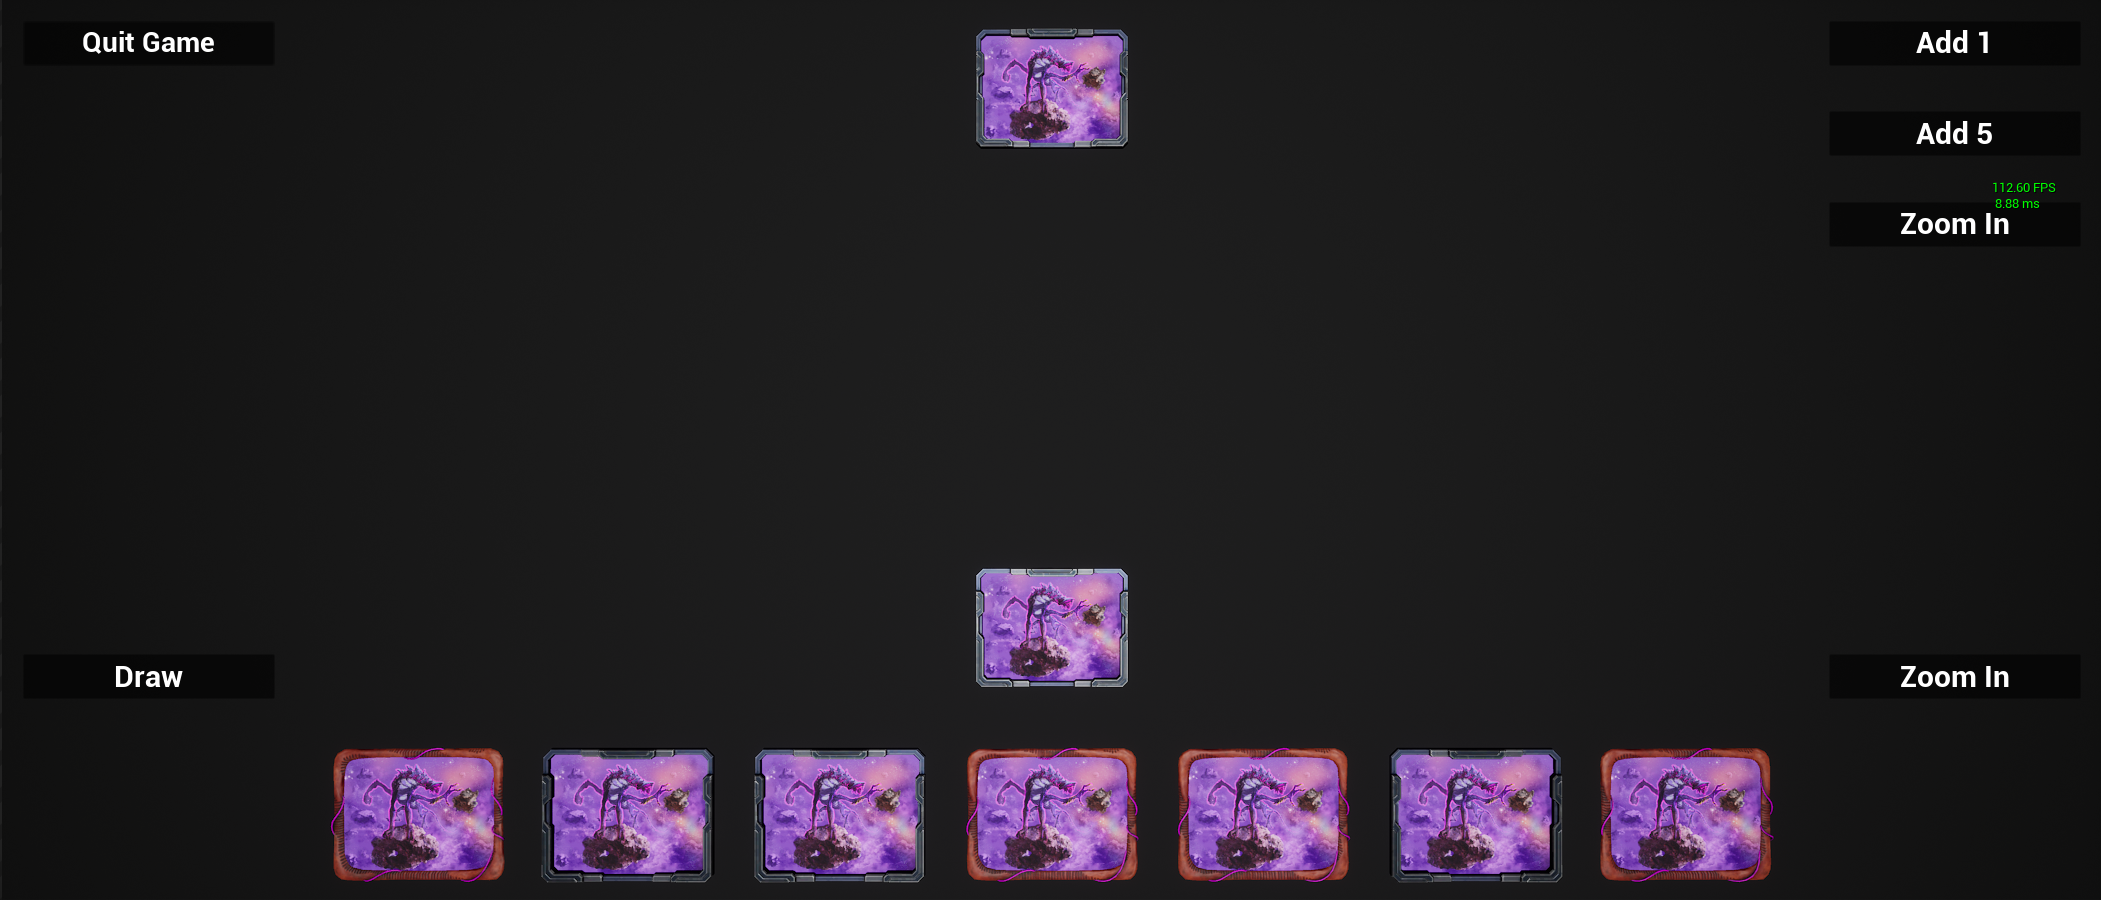 Quit Game
Add 1
Add 5
112.60 FPS
8.88 ms
Zoom In
Draw
Zoom In